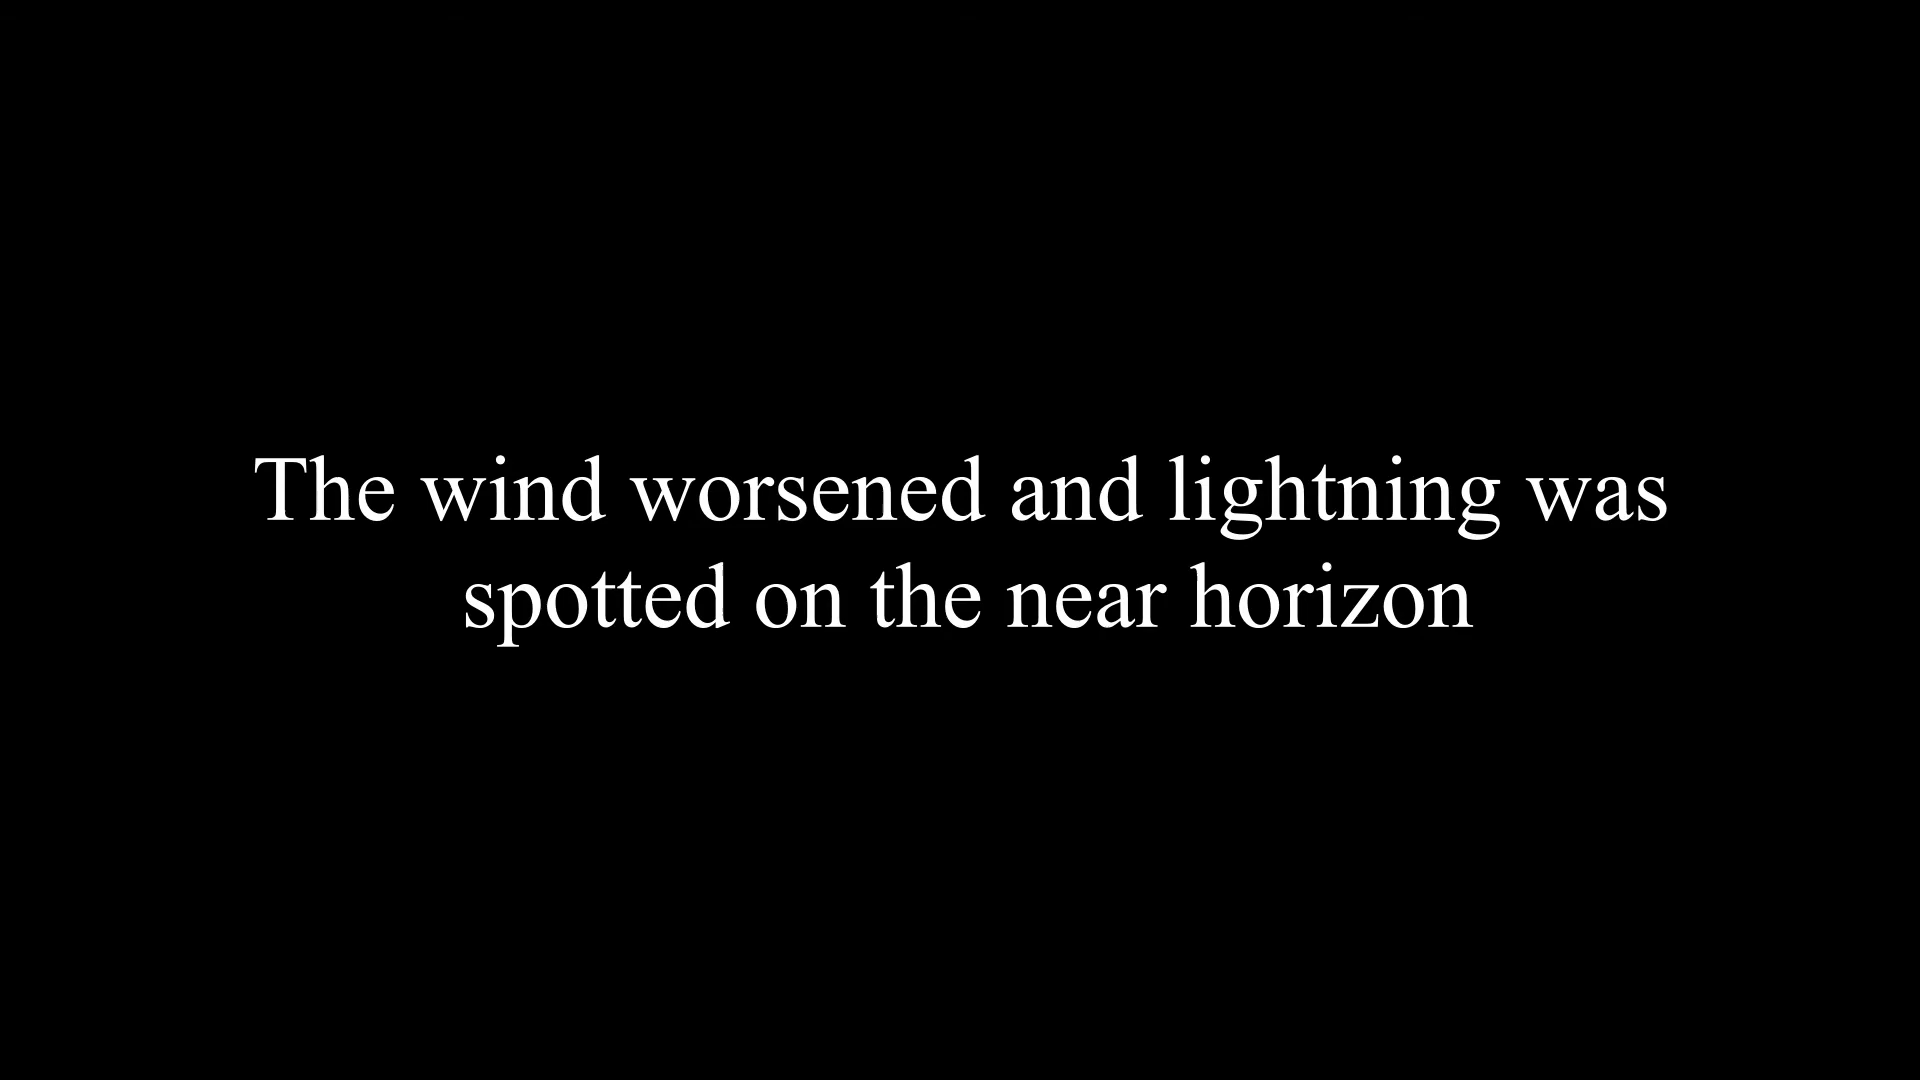 The wind worsened and lightning was
spotted on the near horizon